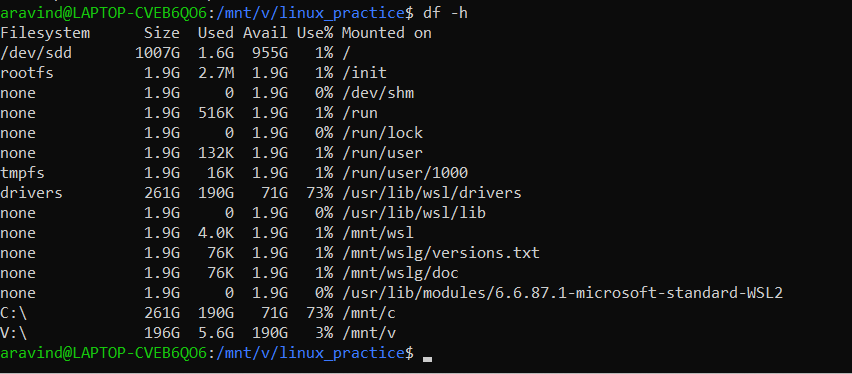 aravind@LAPTOP-CVEB6QO6:/mnt/v/linux_practice$ df -h
Filesystem      Size  Used Avail Use% Mounted on
/dev/sdd       1007G  1.6G  955G   1% /
rootfs          1.9G  2.7M  1.9G   1% /init
none            1.9G     0  1.9G   0% /dev/shm
none            1.9G  516K  1.9G   1% /run
none            1.9G     0  1.9G   0% /run/lock
none            1.9G  132K  1.9G   1% /run/user
tmpfs           1.9G   16K  1.9G   1% /run/user/1000
drivers         261G  190G   71G  73% /usr/lib/wsl/drivers
none            1.9G     0  1.9G   0% /usr/lib/wsl/lib
none            1.9G  4.0K  1.9G   1% /mnt/wsl
none            1.9G   76K  1.9G   1% /mnt/wslg/versions.txt
none            1.9G   76K  1.9G   1% /mnt/wslg/doc
none            1.9G     0  1.9G   0% /usr/lib/modules/6.6.87.1-microsoft-standard-WSL2
C:\             261G  190G   71G  73% /mnt/c
V:\             196G  5.6G  190G   3% /mnt/v
aravind@LAPTOP-CVEB6QO6:/mnt/v/linux_practice$